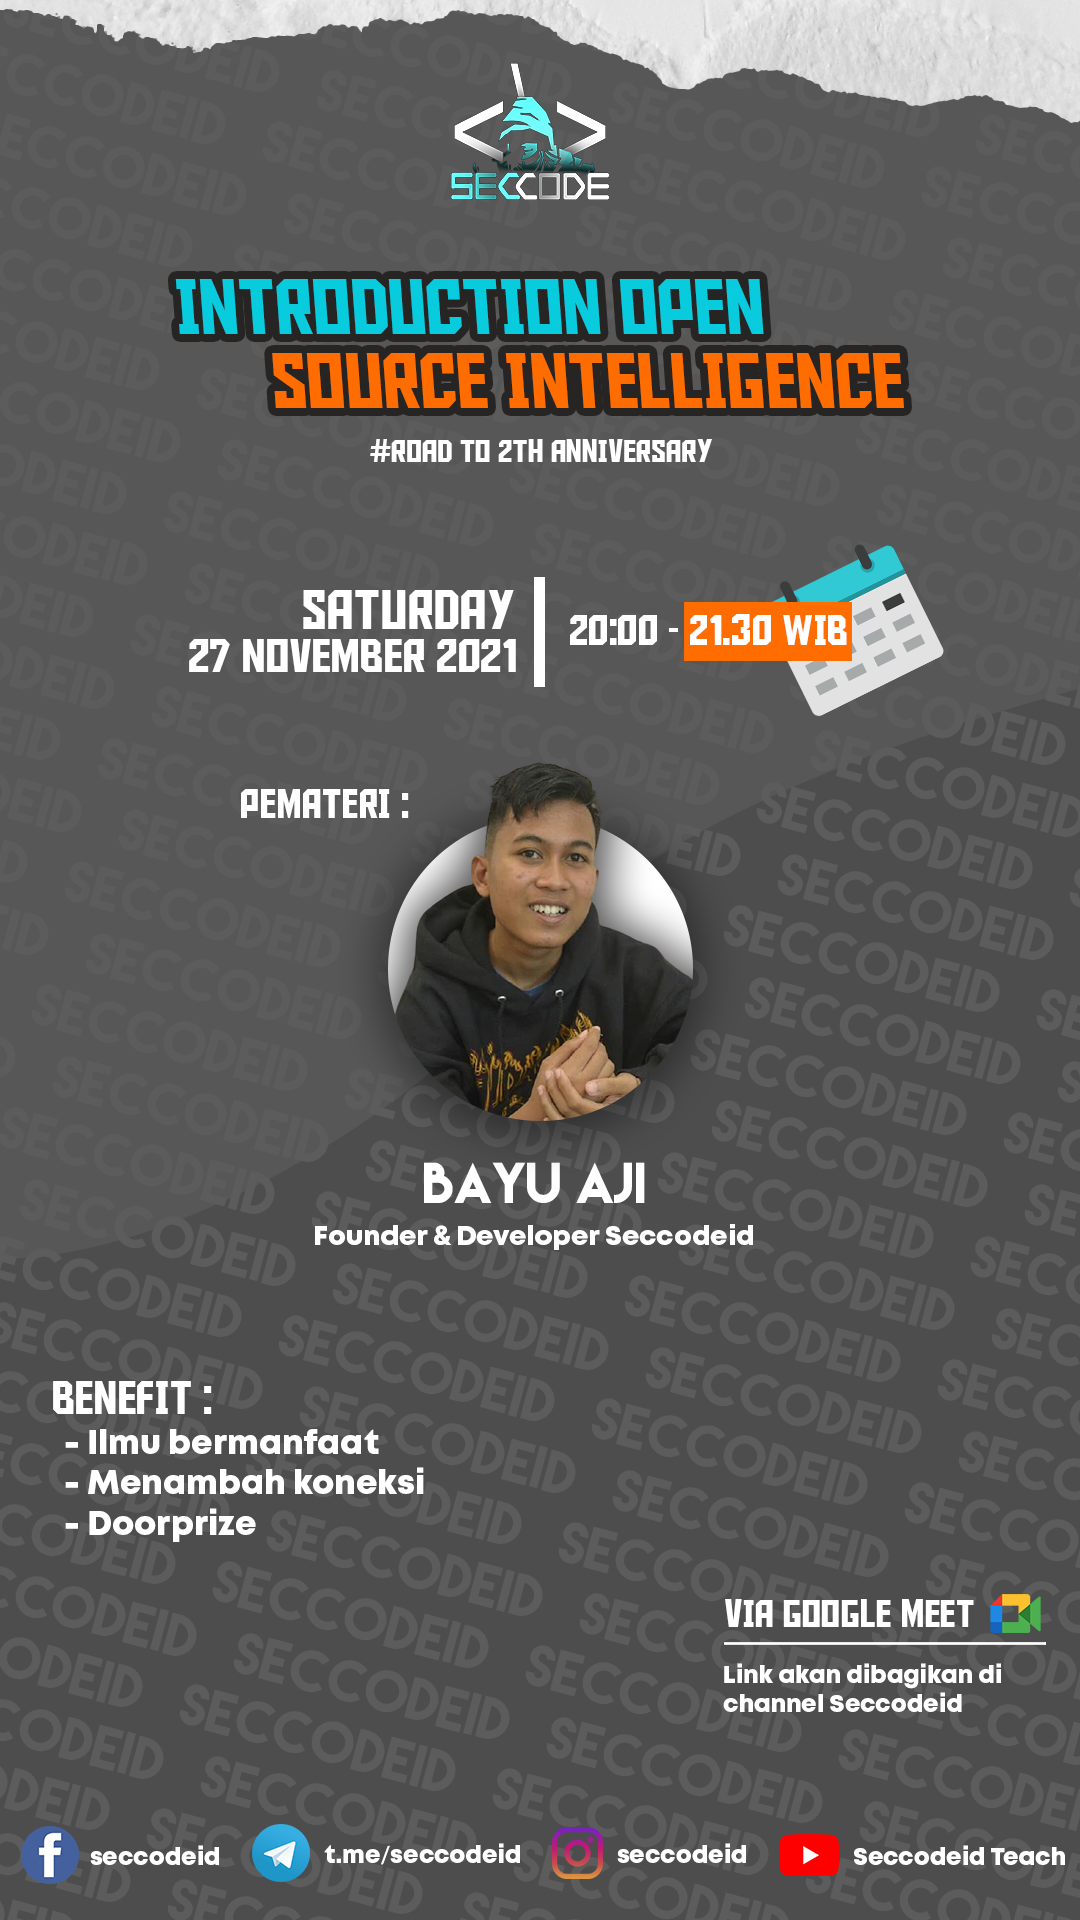 SECCODE
INTRODUCTION OPEN
SOURCE INTELLIGENCE
#ROAD TO 2TH ANNIVERSARY
SATURDAY
27 NOVEMBER 2021
20:00 - 21.30 WIB
PEMATERI :
BAYU AJI
Founder & Developer Seccodeid
BENEFIT :
- Ilmu bermanfaat
- Menambah koneksi
- Doorprize
VIA GOOGLE MEET
Link akan dibagikan di
channel Seccodeid
seccodeid
t.me/seccodeid
seccodeid
Seccodeid Teach
SECCODEID